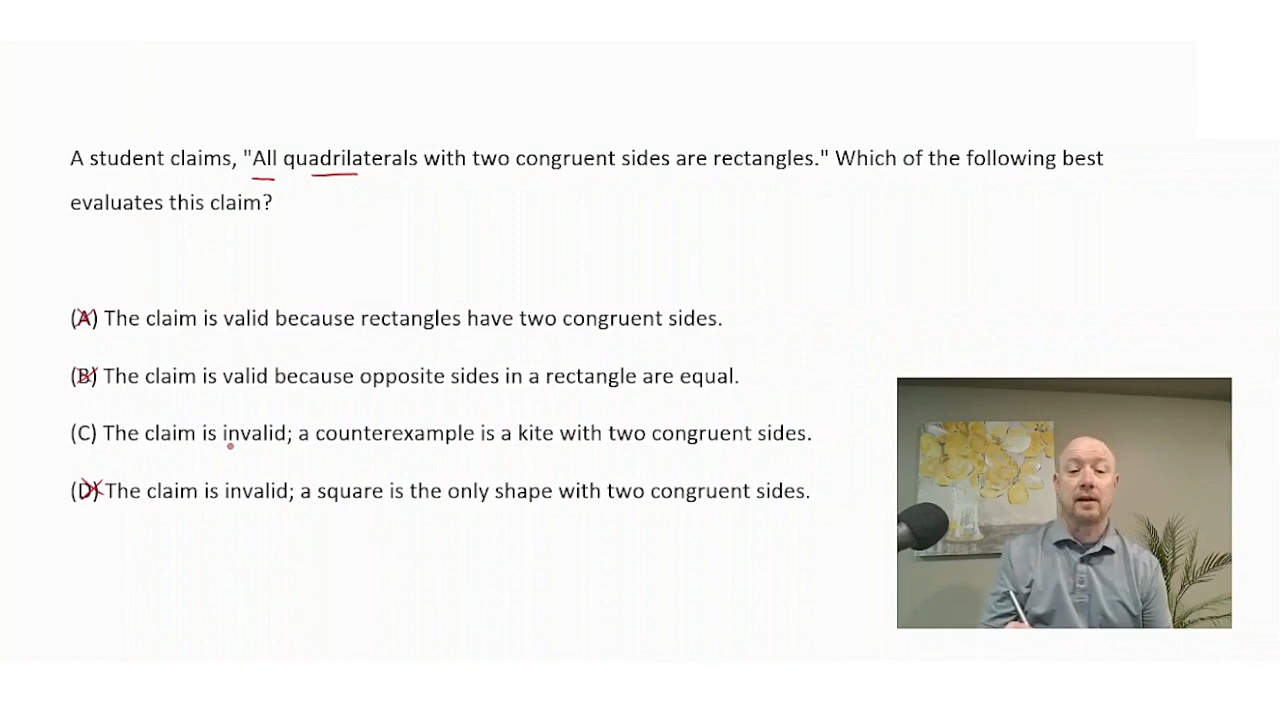 A student claims, "All quadrilaterals with two congruent sides are rectangles." Which of the following best
evaluates this claim?
(A) The claim is valid because rectangles have two congruent sides.
(B) The claim is valid because opposite sides in a rectangle are equal.
(C) The claim is invalid; a counterexample is a kite with two congruent sides.
(D) The claim is invalid; a square is the only shape with two congruent sides.